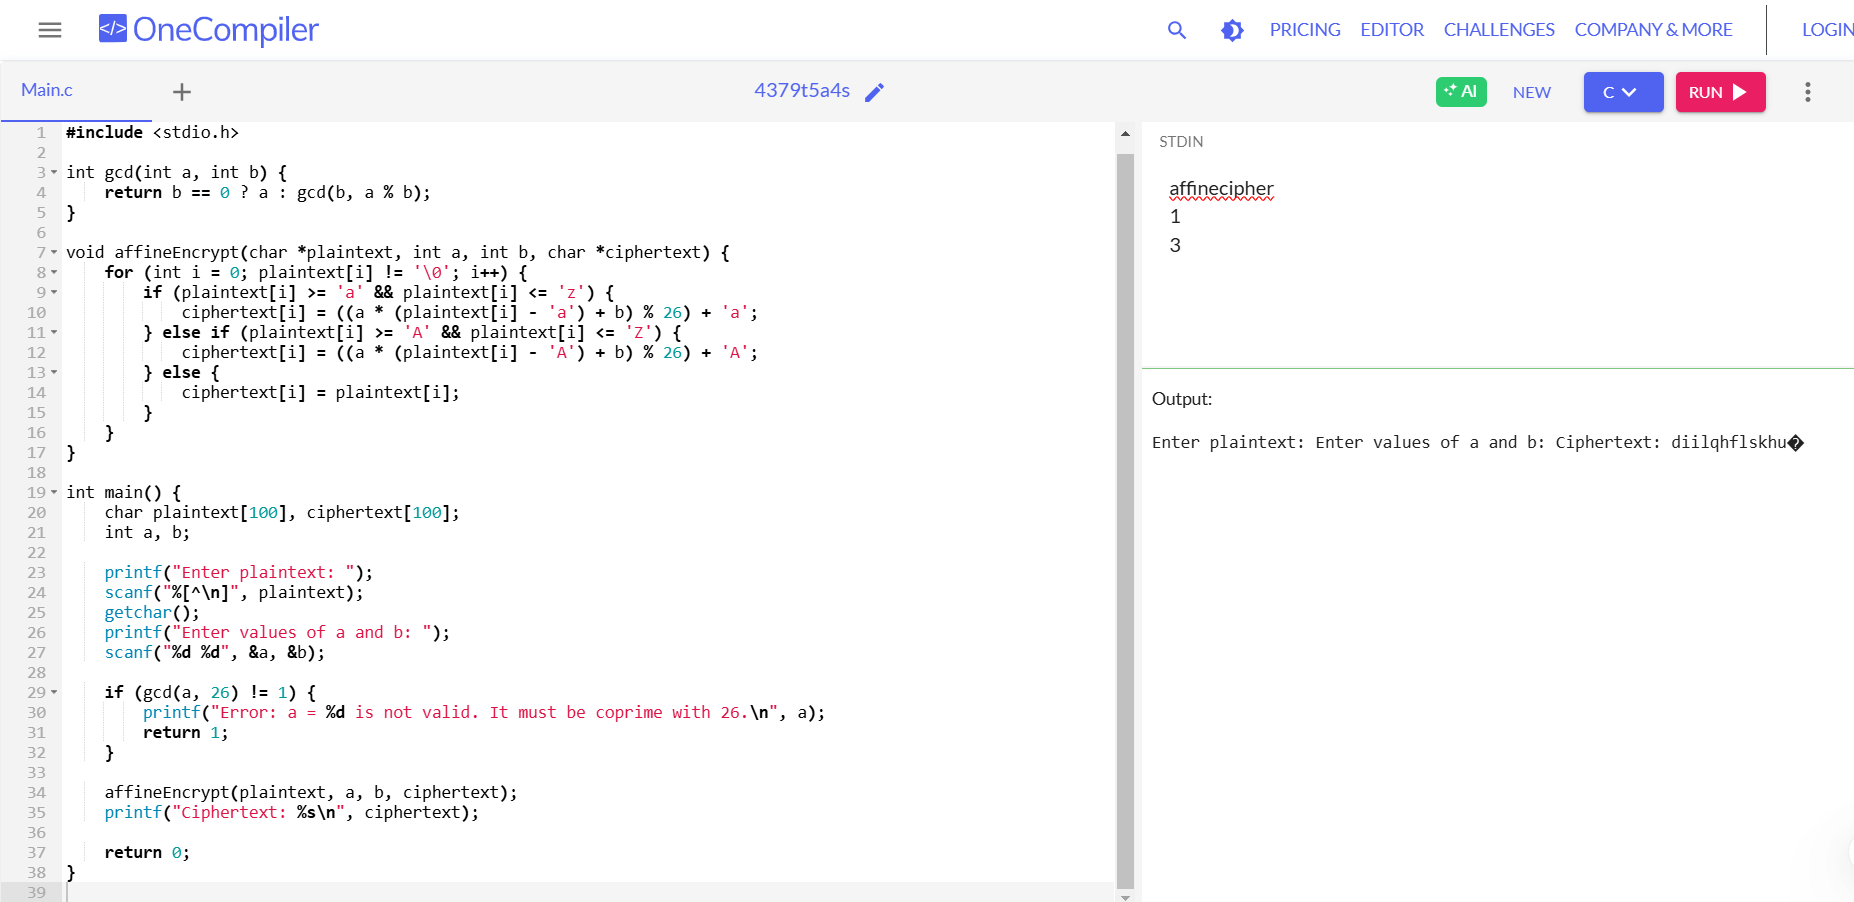 </> OneCompiler
PRICING EDITOR CHALLENGES COMPANY & MORE LOGIN
Main.c + 4379t5a4s AI NEW C RUN
1 #include <stdio.h>
2
3 int gcd(int a, int b) {
4     return b == 0 ? a : gcd(b, a % b);
5 }
6
7 void affineEncrypt(char *plaintext, int a, int b, char *ciphertext) {
8     for (int i = 0; plaintext[i] != '\0'; i++) {
9         if (plaintext[i] >= 'a' && plaintext[i] <= 'z') {
10             ciphertext[i] = ((a * (plaintext[i] - 'a') + b) % 26) + 'a';
11         } else if (plaintext[i] >= 'A' && plaintext[i] <= 'Z') {
12             ciphertext[i] = ((a * (plaintext[i] - 'A') + b) % 26) + 'A';
13         } else {
14             ciphertext[i] = plaintext[i];
15         }
16     }
17 }
18
19 int main() {
20     char plaintext[100], ciphertext[100];
21     int a, b;
22
23     printf("Enter plaintext: ");
24     scanf("%[^\n]", plaintext);
25     getchar();
26     printf("Enter values of a and b: ");
27     scanf("%d %d", &a, &b);
28
29     if (gcd(a, 26) != 1) {
30         printf("Error: a = %d is not valid. It must be coprime with 26.\n", a);
31         return 1;
32     }
33
34     affineEncrypt(plaintext, a, b, ciphertext);
35     printf("Ciphertext: %s\n", ciphertext);
36
37     return 0;
38 }
39
STDIN
affinecipher
1
3
Output:
Enter plaintext: Enter values of a and b: Ciphertext: diilqhflskhu�